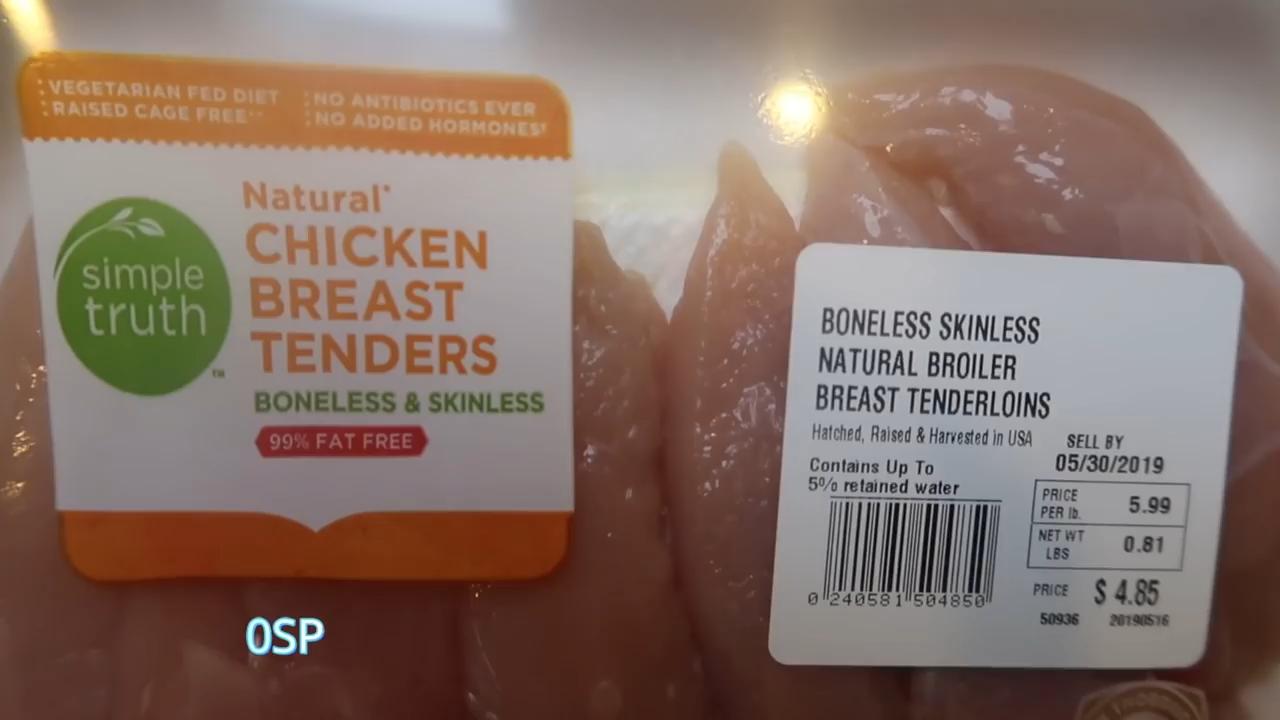 VEGETARIAN FED DIET
RAISED CAGE FREE**
NO ANTIBIOTICS EVER
NO ADDED HORMONES†
simple
truth™
Natural*
CHICKEN
BREAST
TENDERS
BONELESS & SKINLESS
99% FAT FREE
0SP
BONELESS SKINLESS
NATURAL BROILER
BREAST TENDERLOINS
Hatched, Raised & Harvested in USA
SELL BY
05/30/2019
Contains Up To
5% retained water
PRICE PER lb. 5.99
NET WT LBS 0.81
PRICE $ 4.85
0 240581 504850
50936 20190516